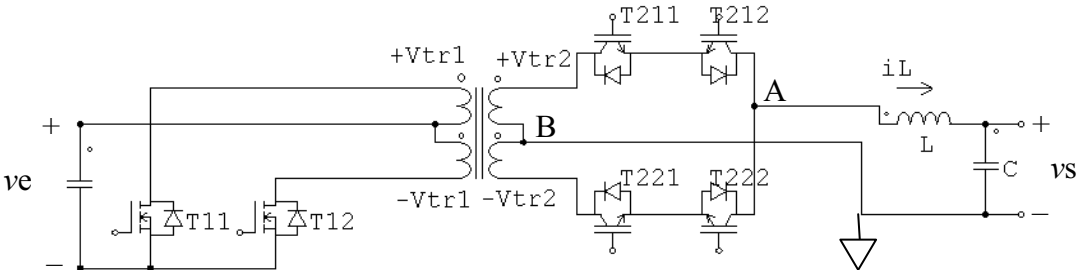 T211 T212
+Vtr1 +Vtr2
iL
A
+ B +
L
ve C vs
-Vtr1 -Vtr2 T221 T222
T11 T12
− −